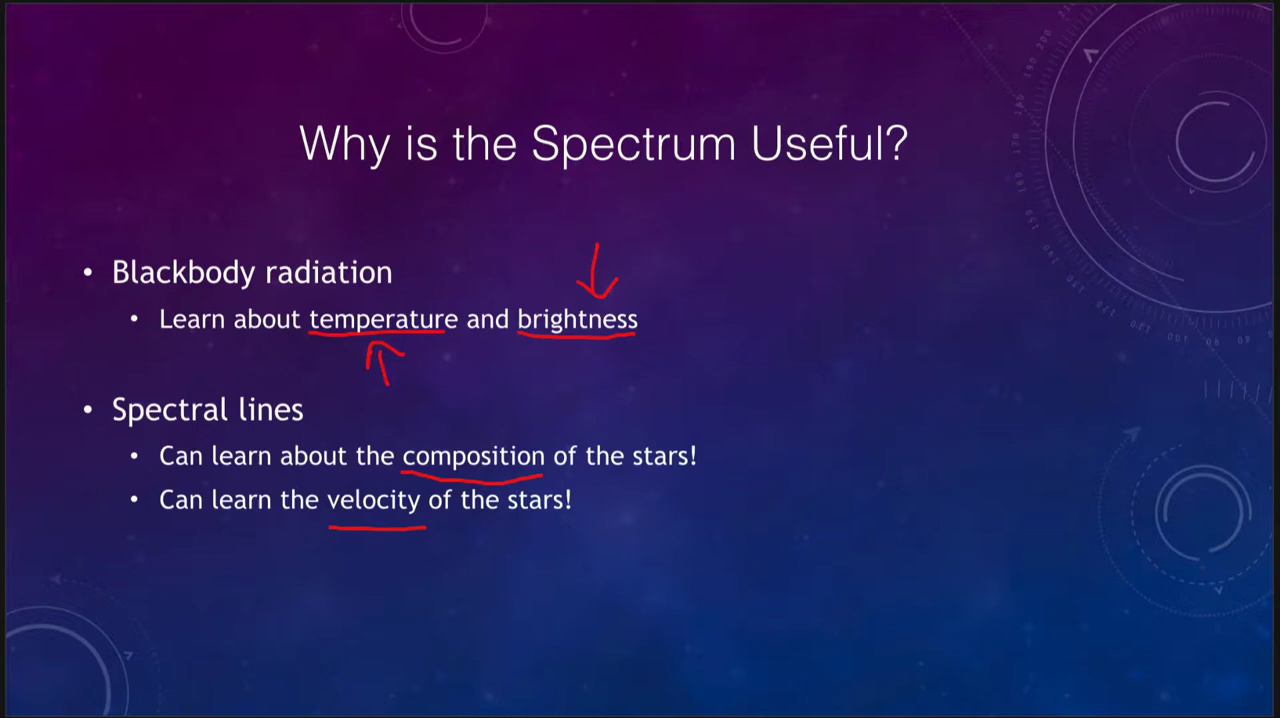 Why is the Spectrum Useful?
• Blackbody radiation
• Learn about temperature and brightness
• Spectral lines
• Can learn about the composition of the stars!
• Can learn the velocity of the stars!